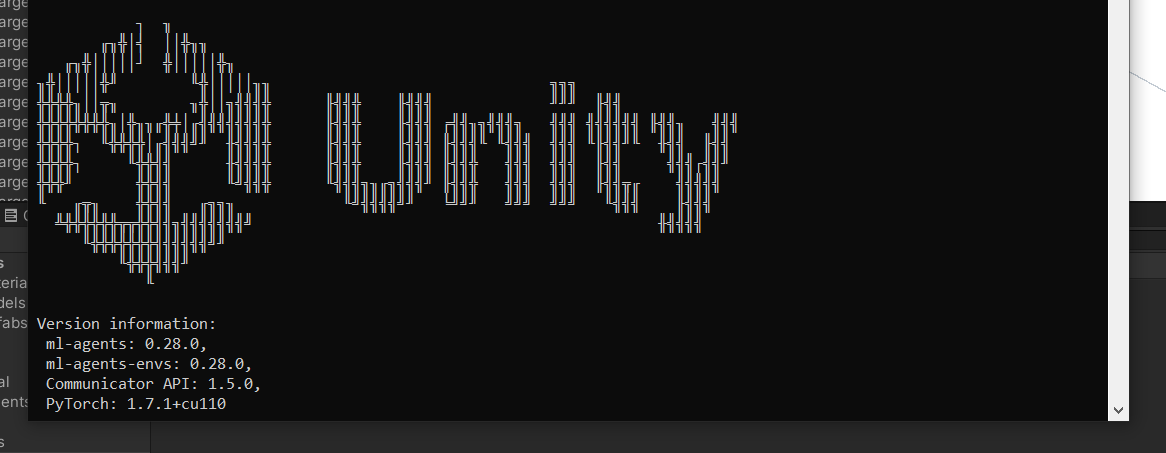 arge
arge
arge
arge
arge
arge
arge
arge
arge
arge
unity
s
teria
dels
fabs
al
ents
s
Version information:
ml-agents: 0.28.0,
ml-agents-envs: 0.28.0,
Communicator API: 1.5.0,
PyTorch: 1.7.1+cu110